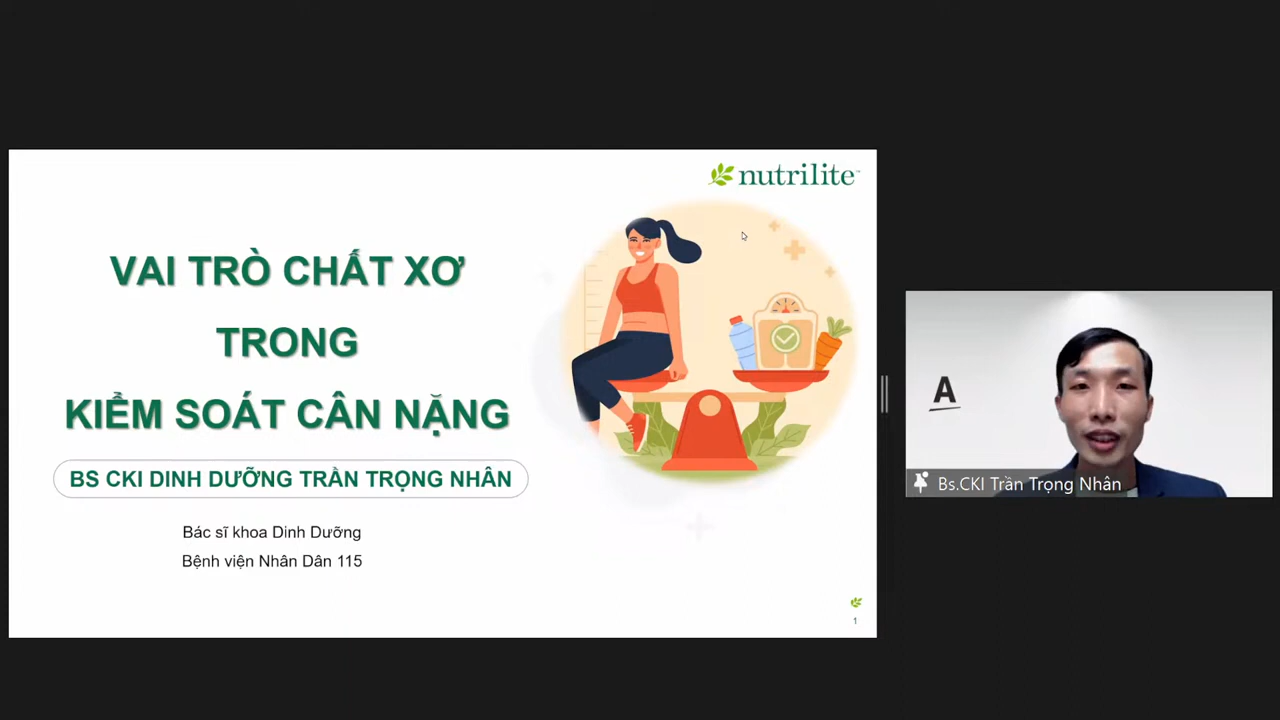 nutrilite™
VAI TRÒ CHẤT XƠ
TRONG
KIỂM SOÁT CÂN NẶNG
BS CKI DINH DƯỠNG TRẦN TRỌNG NHÂN
Bác sĩ khoa Dinh Dưỡng
Bệnh viện Nhân Dân 115
1
A
Bs.CKI Trần Trọng Nhân